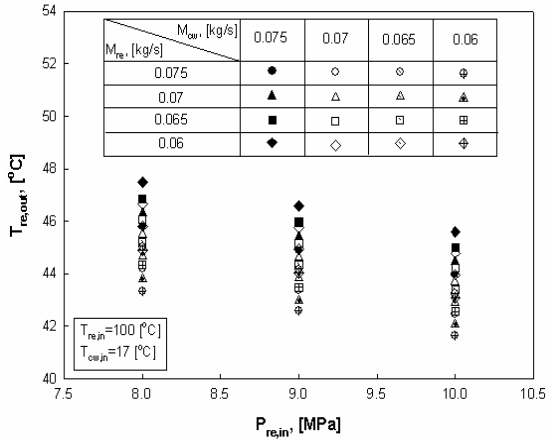 54
52
50
48
46
44
42
40
T_re,out, [°C]
M_cw, [kg/s]
M_re, [kg/s]
0.075 0.07 0.065 0.06
0.075
0.07
0.065
0.06
T_re,in=100 [°C]
T_cw,in=17 [°C]
7.5 8.0 8.5 9.0 9.5 10.0 10.5
P_re,in, [MPa]